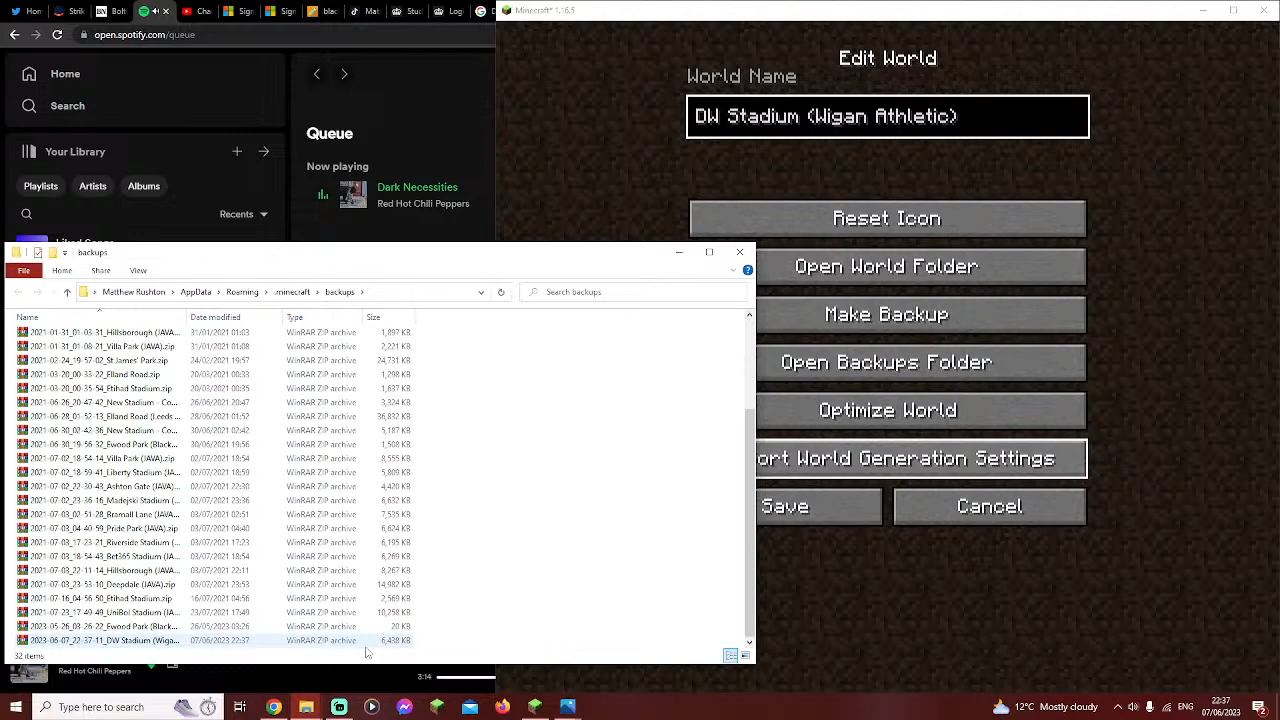 Hom
Strik
Bot
Cha
Sign
Sign
blac
Mat
Stud
Logi
D
Minecraft* 1.16.5
open.spotify.com/queue
Home
Search
Your Library
Playlists
Artists
Albums
Recents
Queue
Now playing
Dark Necessities
Red Hot Chili Peppers
Edit World
World Name
DW Stadium (Wigan Athletic)
Reset Icon
Open World Folder
Make Backup
Open Backups Folder
Optimize World
ort World Generation Settings
Save
Cancel
backups
File
Home
Share
View
Matthew Rushton
AppData
Roaming
.minecraft
backups
Search backups
Name Date modified Type Size
2021-01-31_01-03-31_Hillsborough (JAVA... 31/01/2021 01:03 WinRAR ZIP archive 1,897 KB
2021-01-31_01-08-21_Villa Park.zip 31/01/2021 01:08 WinRAR ZIP archive 2,221 KB
2021-02-24_19-57-02_St James' Park.zip 24/02/2021 19:57 WinRAR ZIP archive 24,731 KB
2021-03-20_00-33-22_Elland Road.zip 20/03/2021 00:33 WinRAR ZIP archive 1,298 KB
2021-03-20_00-35-54_Etihad Stadium.zip 20/03/2021 00:35 WinRAR ZIP archive 1,637 KB
2021-06-26_20-47-42_New Stadium - Co... 26/06/2021 20:47 WinRAR ZIP archive 3,324 KB
2021-06-28_01-52-13_Elland Road (Leeds ... 28/06/2021 01:52 WinRAR ZIP archive 36,832 KB
2021-06-30_02-42-36_New Stadium - Co... 30/06/2021 02:42 WinRAR ZIP archive 5,187 KB
2021-06-30_19-56-32_Ewood Park (Black... 30/06/2021 19:56 WinRAR ZIP archive 1,508 KB
2021-07-02_18-54-14_Villa Park (JAVA).zip 02/07/2021 18:54 WinRAR ZIP archive 8,555 KB
2021-07-02_18-59-41_Liberty Stadium (JA... 02/07/2021 18:59 WinRAR ZIP archive 5,809 KB
2021-07-02_22-30-43_Ashton Gate (JAVA)... 02/07/2021 22:30 WinRAR ZIP archive 4,420 KB
2021-07-02_23-36-16_Madejski Stadium (... 02/07/2021 23:36 WinRAR ZIP archive 6,632 KB
2021-07-03_02-51-28_Bramall Lane (JAVA)... 03/07/2021 02:51 WinRAR ZIP archive 7,535 KB
2021-07-03_04-40-59_Pride Park (JAVA).zip 03/07/2021 04:40 WinRAR ZIP archive 6,624 KB
2021-07-03_17-23-21_Riverside Stadium (... 03/07/2021 17:23 WinRAR ZIP archive 6,195 KB
2021-07-03_18-54-43_Bet365 Stadium (JA... 03/07/2021 18:54 WinRAR ZIP archive 6,269 KB
2021-07-03_22-11-14_Hillsborough (JAVA... 03/07/2021 22:11 WinRAR ZIP archive 8,267 KB
2021-07-03_23-53-10_Deepdale (JAVA).zip 03/07/2021 23:53 WinRAR ZIP archive 14,982 KB
2021-07-16_04-56-50_Etihad Stadium.zip 16/07/2021 04:56 WinRAR ZIP archive 2,569 KB
2021-07-23_17-49-49_UniBol Stadium (JA... 23/07/2021 17:49 WinRAR ZIP archive 10,258 KB
2023-05-26_03-26-22_Ewood Park (Black... 26/05/2023 03:26 WinRAR ZIP archive 20 KB
2023-06-07_22-37-11_DW Stadium (Wiga... 07/06/2023 22:37 WinRAR ZIP archive 6,438 KB
32 items
Red Hot Chili Peppers
3:14
Type here to search
12°C Mostly cloudy
ENG
22:37
07/06/2023
2